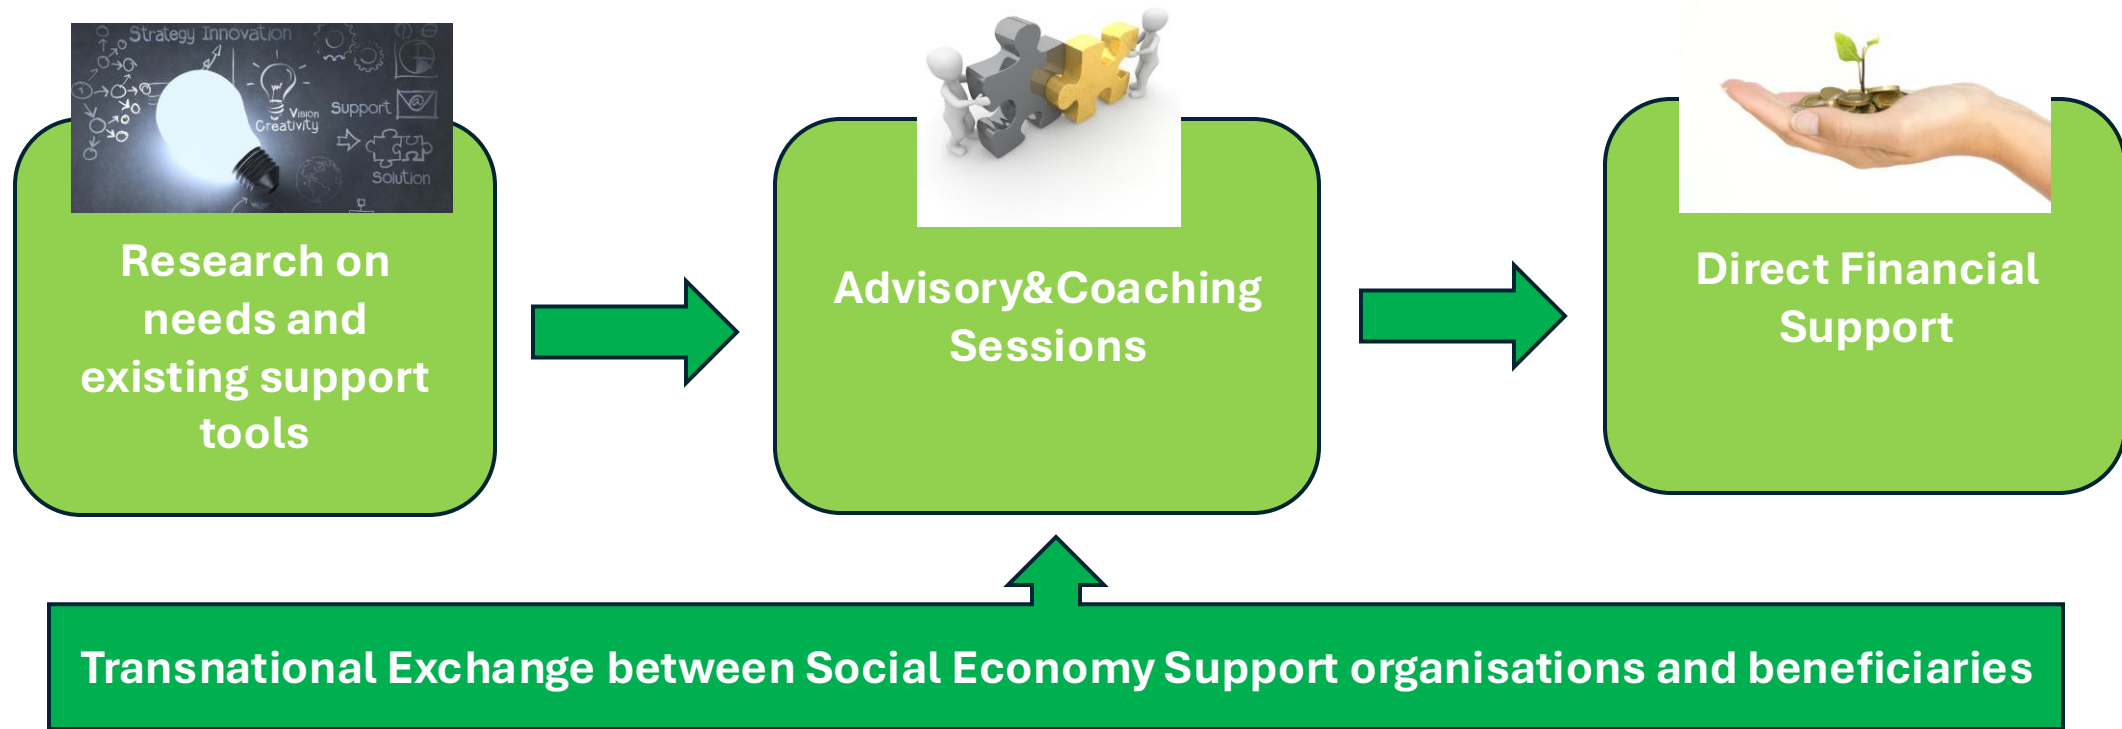 Strategy Innovation
Vision
Creativity
Support
@
Solution
Research on
needs and
existing support
tools
Advisory&Coaching
Sessions
Direct Financial
Support
Transnational Exchange between Social Economy Support organisations and beneficiaries